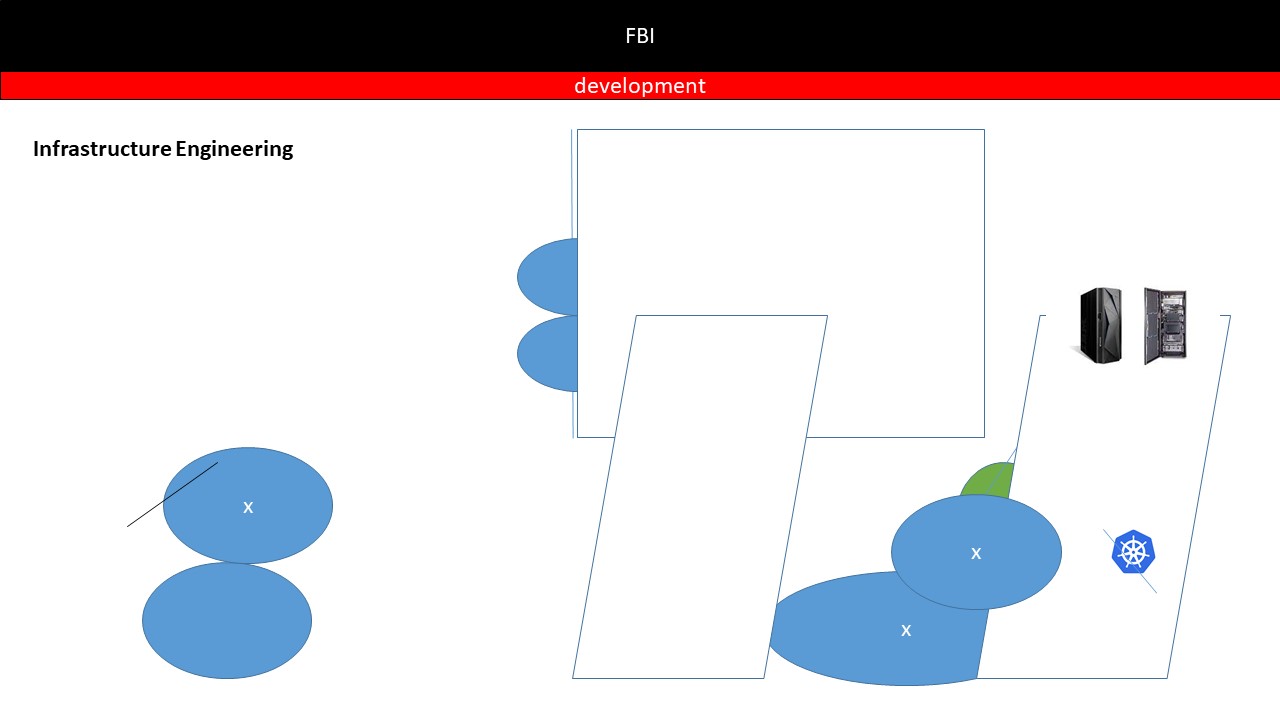 FBI
development
Infrastructure Engineering
x
x
x